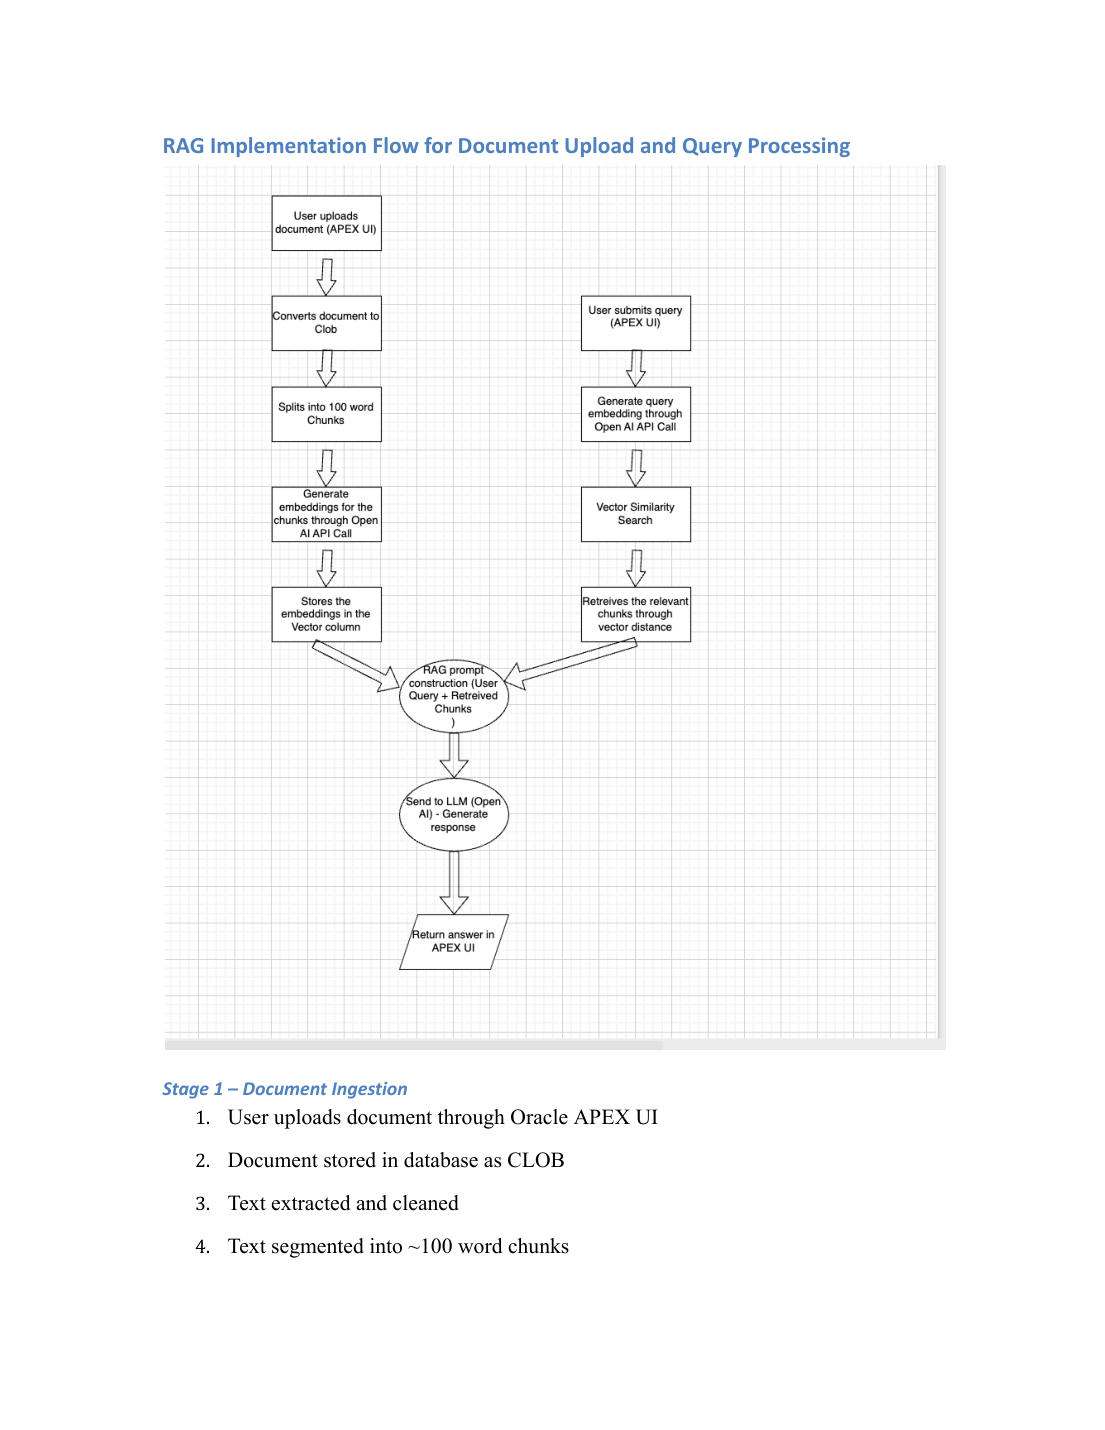 RAG Implementation Flow for Document Upload and Query Processing
User uploads
document (APEX UI)
Converts document to
Clob
Splits into 100 word
Chunks
Generate
embeddings for the
chunks through Open
AI API Call
Stores the
embeddings in the
Vector column
User submits query
(APEX UI)
Generate query
embedding through
Open AI API Call
Vector Similarity
Search
Retreives the relevant
chunks through
vector distance
RAG prompt
construction (User
Query + Retreived
Chunks
)
Send to LLM (Open
AI) - Generate
response
Return answer in
APEX UI
Stage 1 – Document Ingestion
1. User uploads document through Oracle APEX UI
2. Document stored in database as CLOB
3. Text extracted and cleaned
4. Text segmented into ~100 word chunks